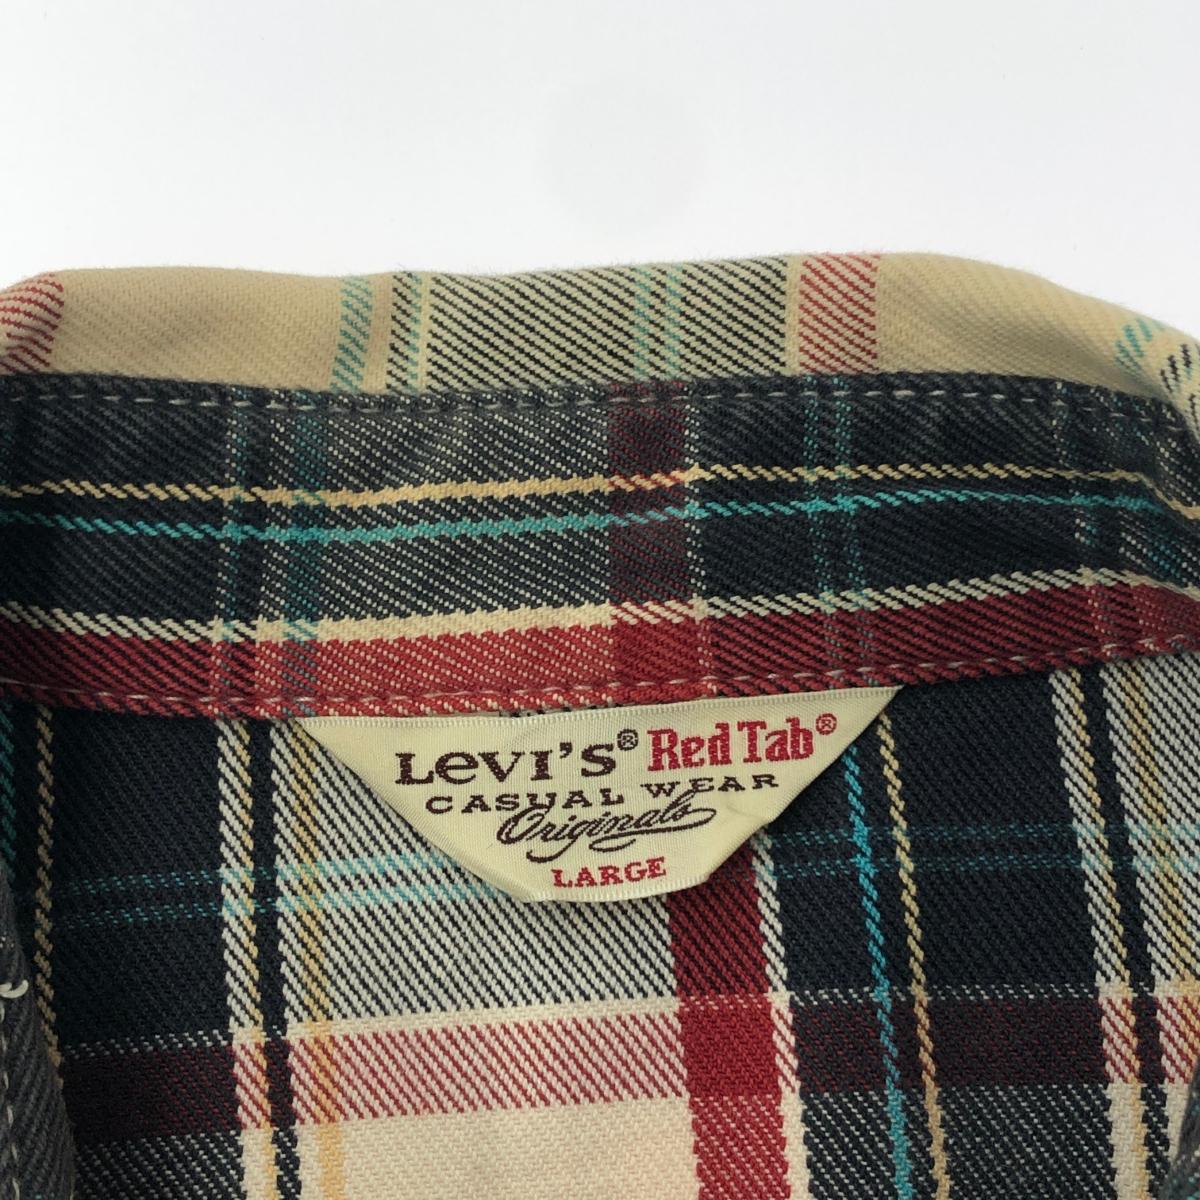 LEVI'S® Red Tab®
CASUAL WEAR
Originals
LARGE